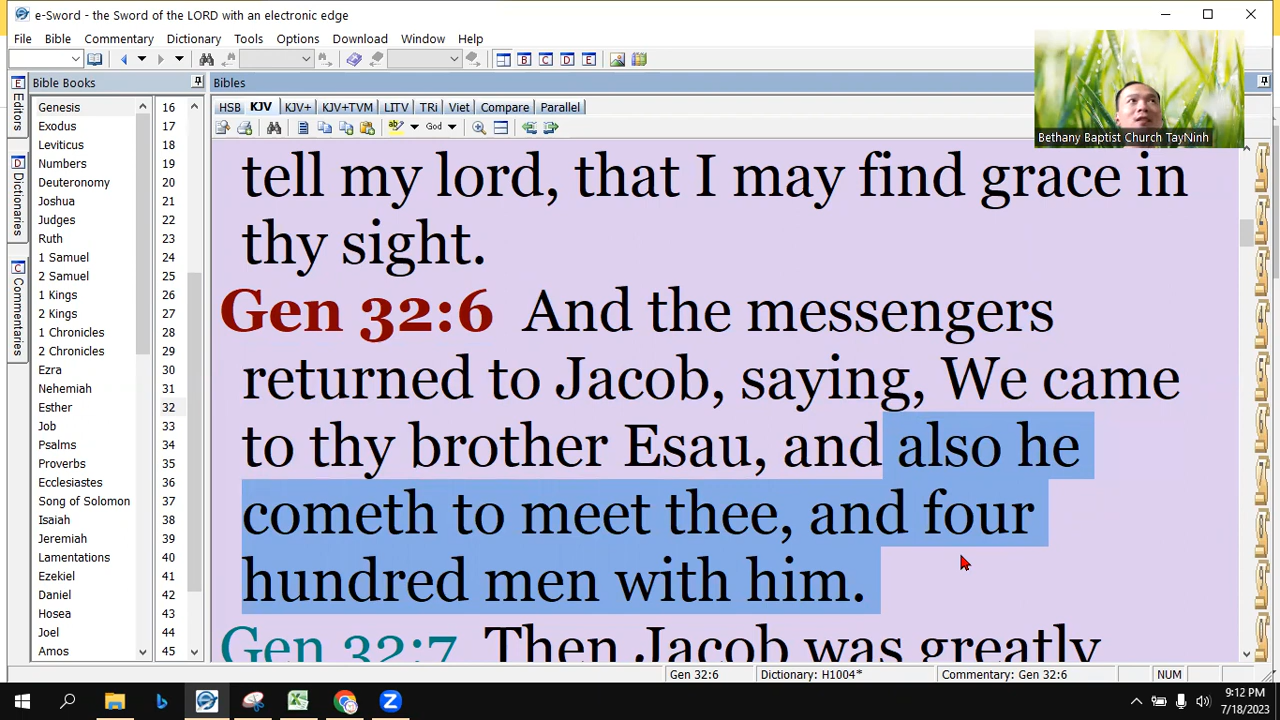 e-Sword - the Sword of the LORD with an electronic edge
File Bible Commentary Dictionary Tools Options Download Window Help
Bible Books
Bibles
Editors
Dictionaries
Commentaries
HSB KJV KJV+ KJV+TVM LITV TRi Viet Compare Parallel
God
B C D E
Genesis 16
Exodus 17
Leviticus 18
Numbers 19
Deuteronomy 20
Joshua 21
Judges 22
Ruth 23
1 Samuel 24
2 Samuel 25
1 Kings 26
2 Kings 27
1 Chronicles 28
2 Chronicles 29
Ezra 30
Nehemiah 31
Esther 32
Job 33
Psalms 34
Proverbs 35
Ecclesiastes 36
Song of Solomon 37
Isaiah 38
Jeremiah 39
Lamentations 40
Ezekiel 41
Daniel 42
Hosea 43
Joel 44
Amos 45
tell my lord, that I may find grace in
thy sight.
Gen 32:6 And the messengers
returned to Jacob, saying, We came
to thy brother Esau, and also he
cometh to meet thee, and four
hundred men with him.
Gen 32:7 Then Jacob was greatly
Bethany Baptist Church TayNinh
Gen 32:6 Dictionary: H1004* Commentary: Gen 32:6 NUM
9:12 PM
7/18/2023